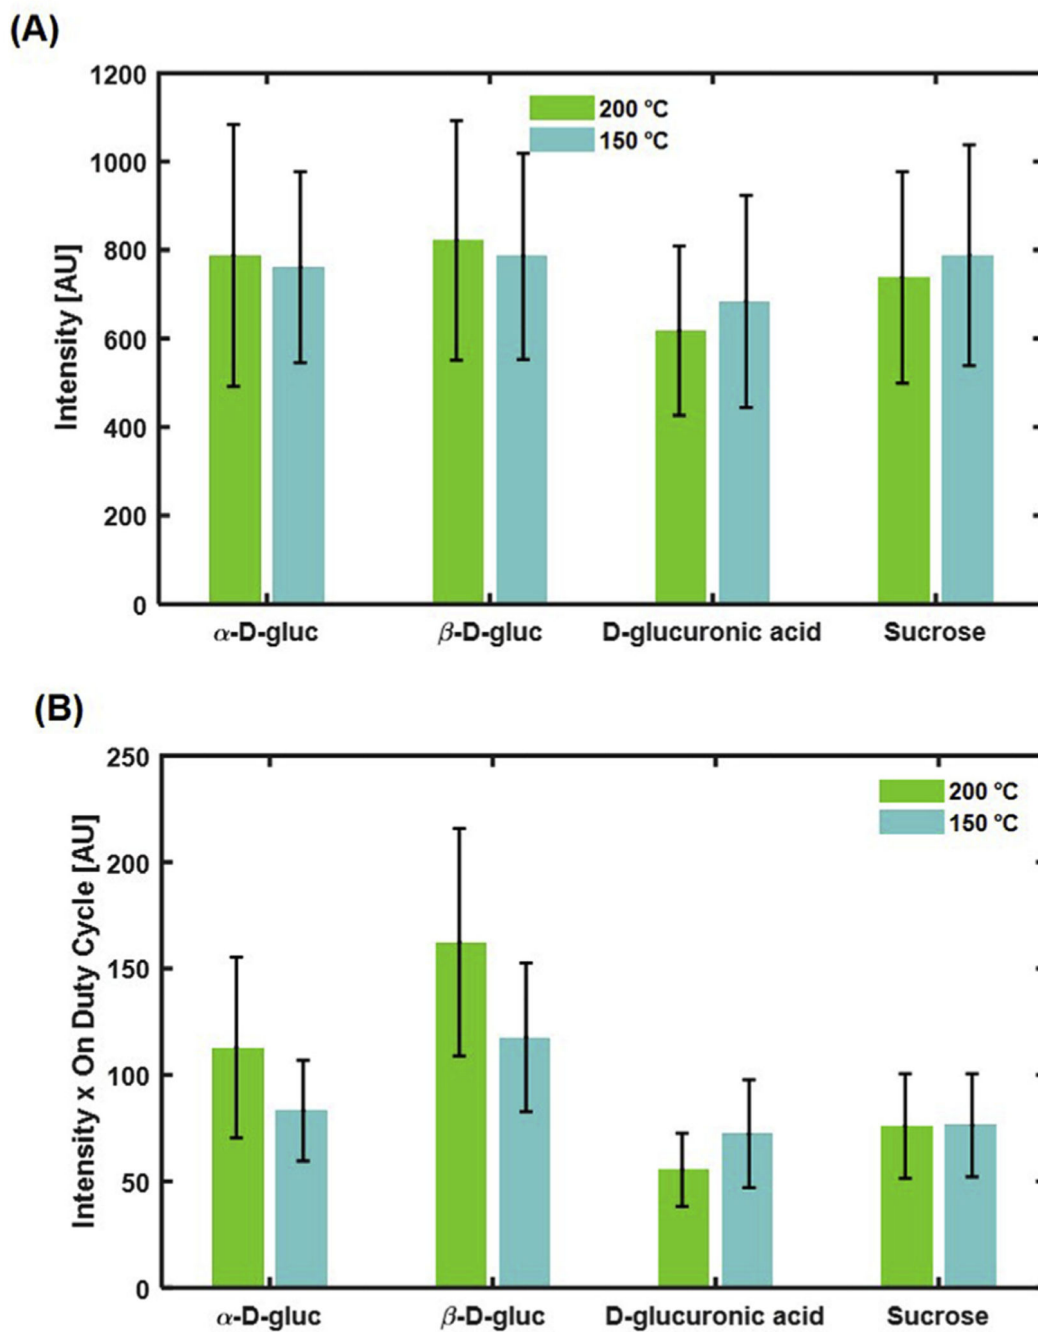 (A)
1200
1000
800
600
400
200
0
Intensity [AU]
200 °C
150 °C
α-D-gluc β-D-gluc D-glucuronic acid Sucrose
(B)
250
200
150
100
50
0
Intensity x On Duty Cycle [AU]
200 °C
150 °C
α-D-gluc β-D-gluc D-glucuronic acid Sucrose